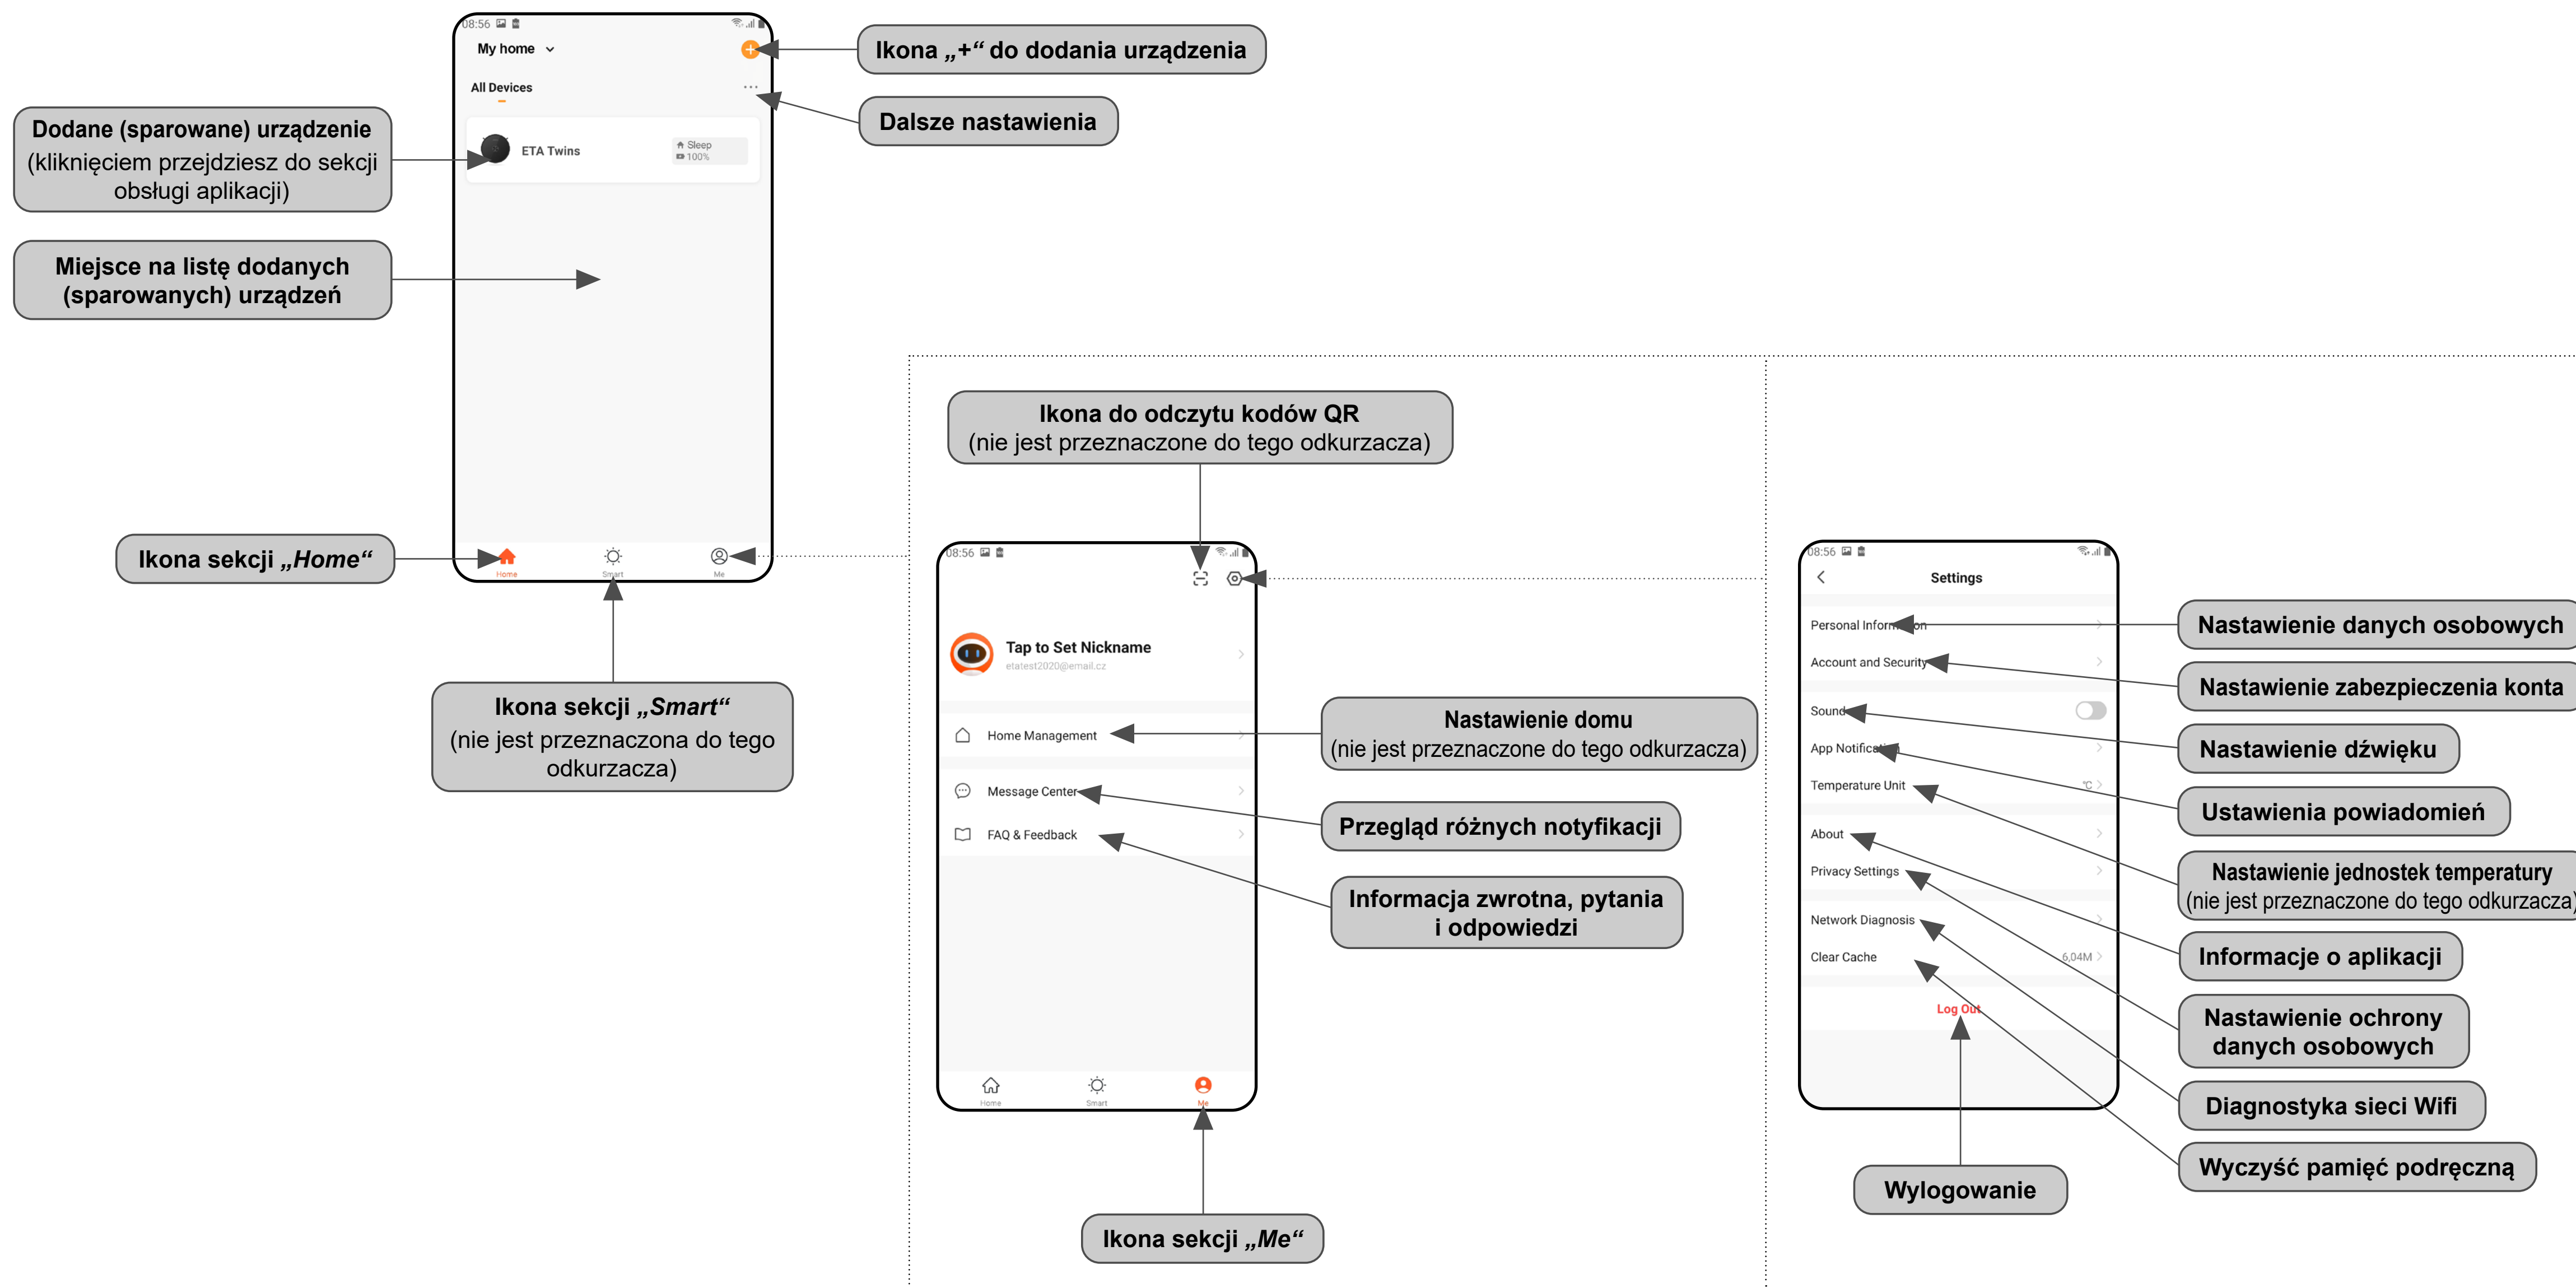 08:56
My home
All Devices
ETA Twins
Sleep
100%
Home
Smart
Me
Ikona „+“ do dodania urządzenia
Dalsze nastawienia
Dodane (sparowane) urządzenie
(kliknięciem przejdziesz do sekcji
obsługi aplikacji)
Miejsce na listę dodanych
(sparowanych) urządzeń
Ikona sekcji „Home“
Ikona sekcji „Smart“
(nie jest przeznaczona do tego
odkurzacza)
Ikona do odczytu kodów QR
(nie jest przeznaczone do tego odkurzacza)
08:56
Tap to Set Nickname
etatest2020@email.cz
Home Management
Message Center
FAQ & Feedback
Home
Smart
Me
Nastawienie domu
(nie jest przeznaczone do tego odkurzacza)
Przegląd różnych notyfikacji
Informacja zwrotna, pytania
i odpowiedzi
Ikona sekcji „Me“
08:56
Settings
Personal Information
Account and Security
Sound
App Notification
Temperature Unit
°C
About
Privacy Settings
Network Diagnosis
Clear Cache
6,04M
Log Out
Nastawienie danych osobowych
Nastawienie zabezpieczenia konta
Nastawienie dźwięku
Ustawienia powiadomień
Nastawienie jednostek temperatury
(nie jest przeznaczone do tego odkurzacza)
Informacje o aplikacji
Nastawienie ochrony
danych osobowych
Diagnostyka sieci Wifi
Wyczyść pamięć podręczną
Wylogowanie